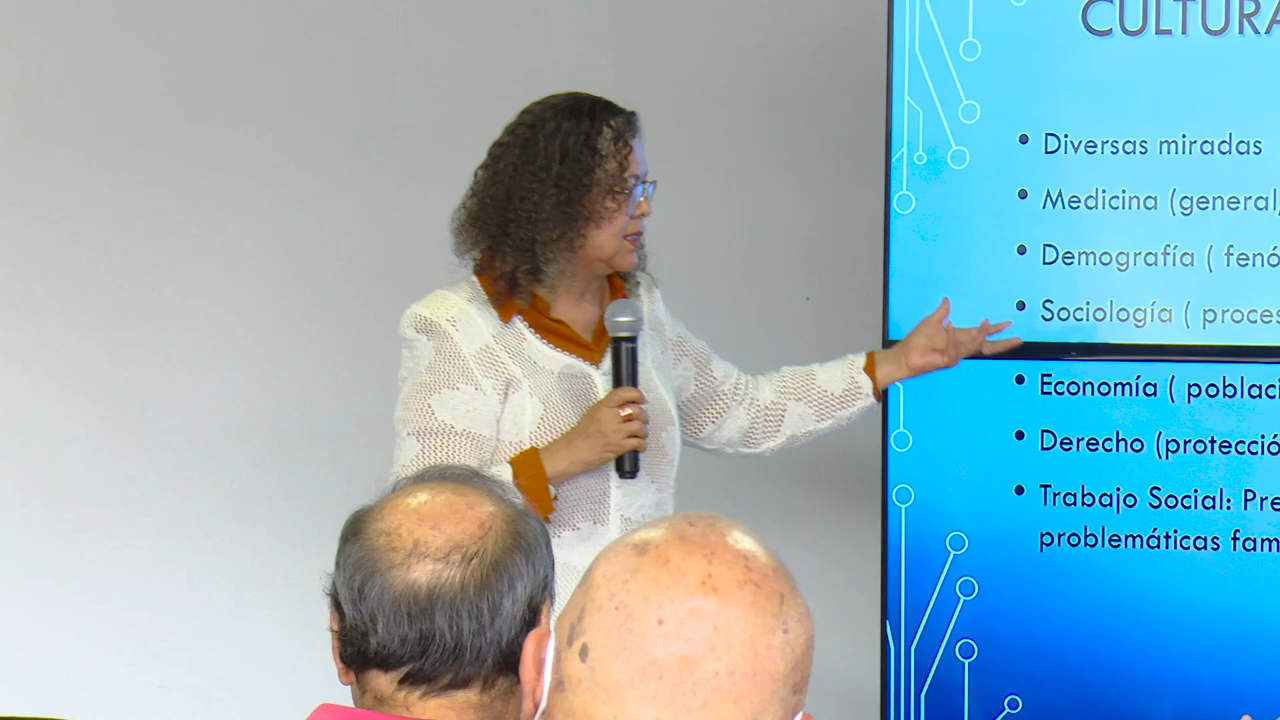 CULTURA
• Diversas miradas
• Medicina (general,
• Demografía ( fenó
• Sociología ( proces
• Economía ( poblaci
• Derecho (protecció
• Trabajo Social: Pre
problemáticas fam